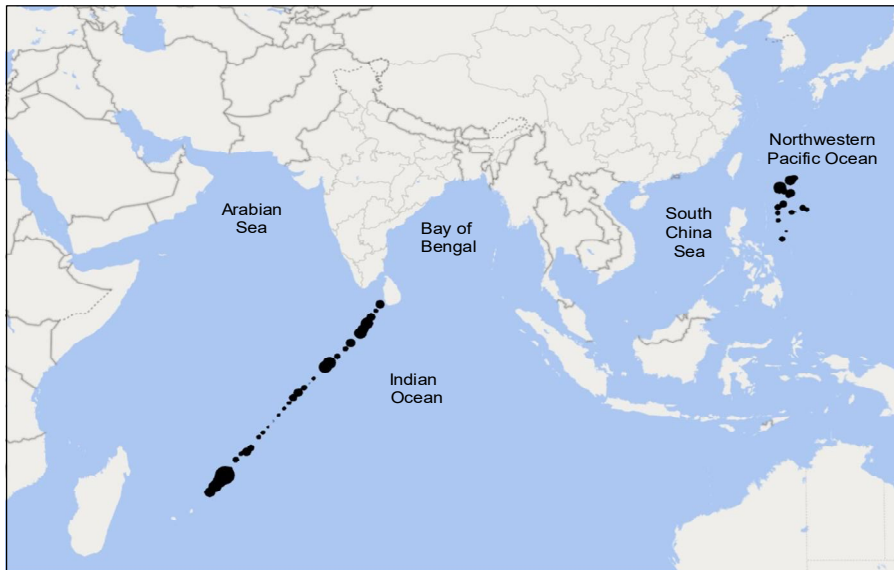 Northwestern
Pacific Ocean
Arabian
Sea
Bay of
Bengal
South
China
Sea
Indian
Ocean